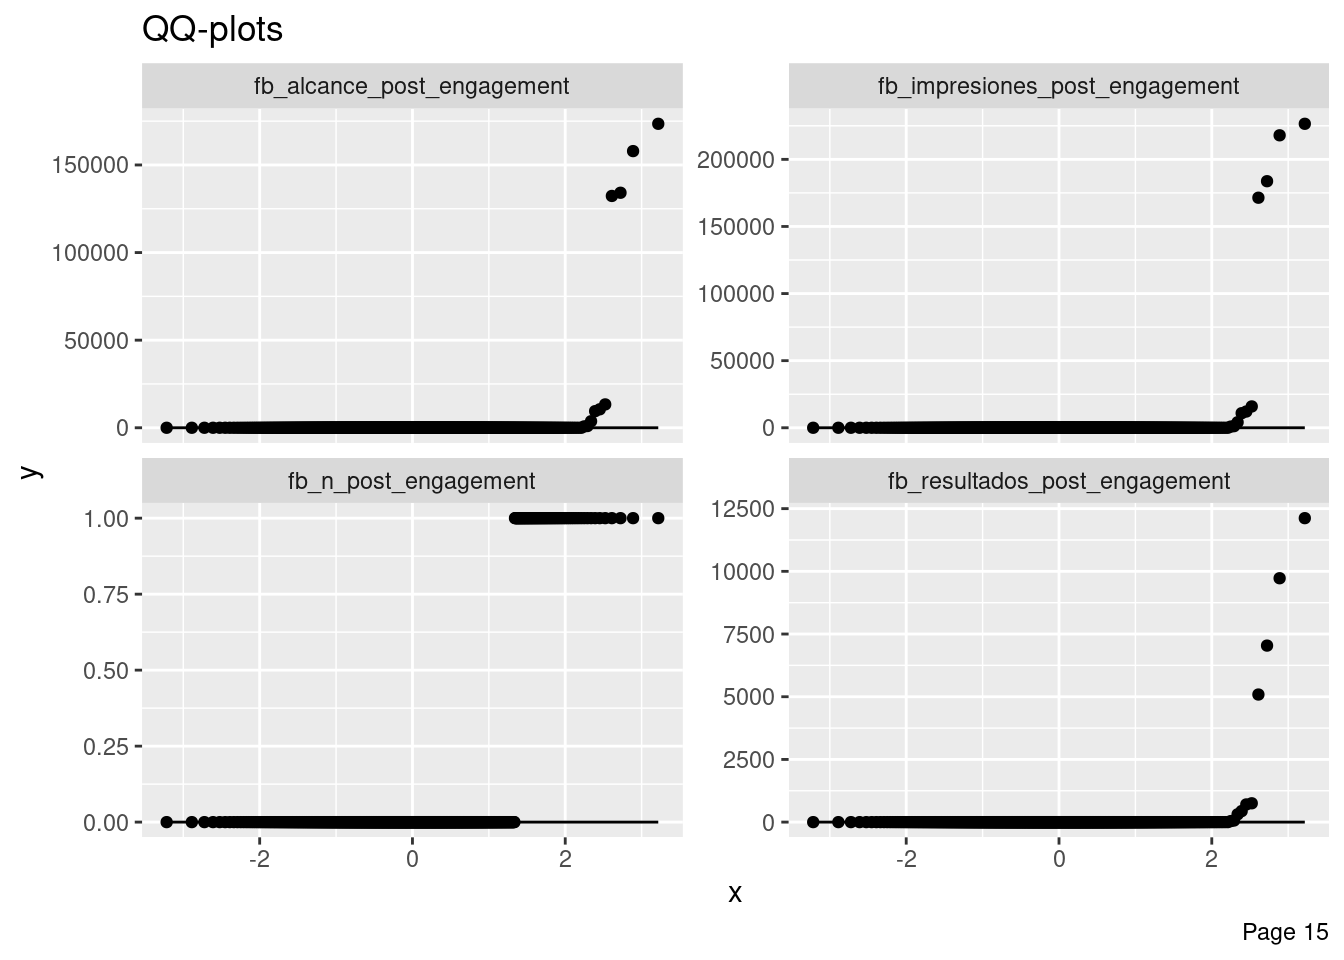 QQ-plots
fb_alcance_post_engagement
fb_impresiones_post_engagement
150000
100000
50000
0
200000
150000
100000
50000
0
y
fb_n_post_engagement
fb_resultados_post_engagement
1.00
0.75
0.50
0.25
0.00
12500
10000
7500
5000
2500
0
-2 0 2
-2 0 2
x
Page 15